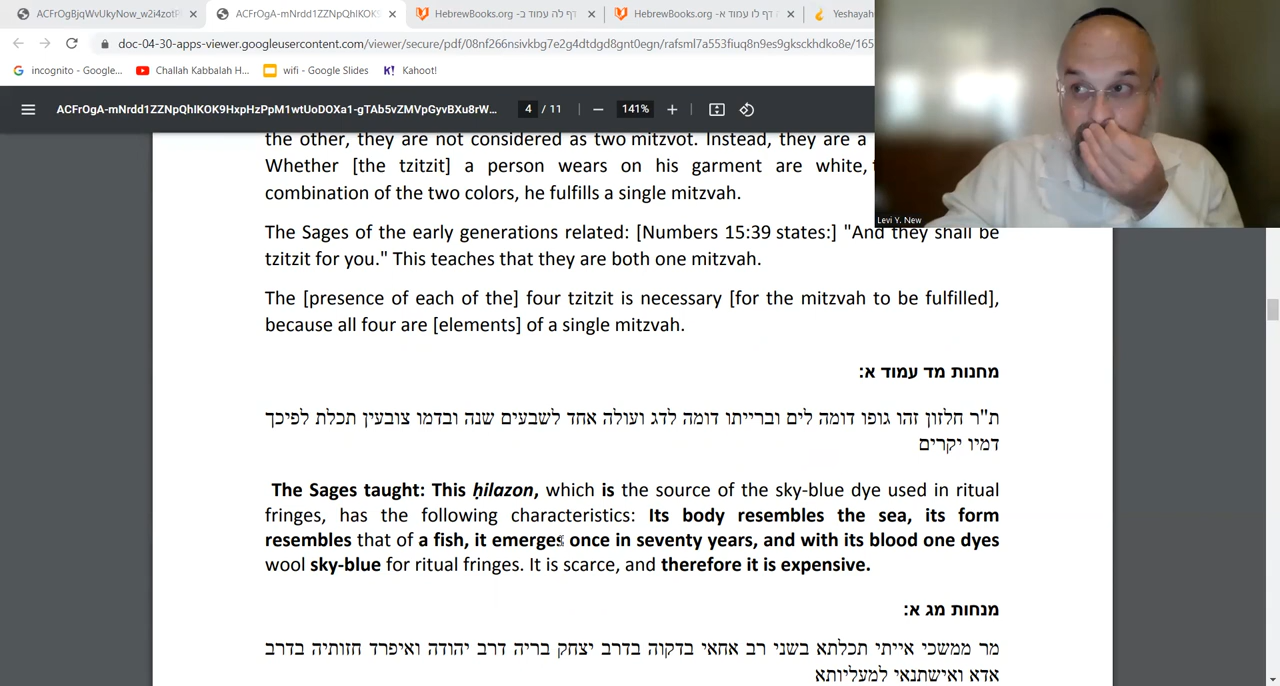 ACFrOgBjqWvUkyNow_w2i4zotF
ACFrOgA-mNrdd1ZZNpQhIKOK9
HebrewBooks.org - דף לה עמוד ב
HebrewBooks.org - דף לו עמוד א
Yeshayah
doc-04-30-apps-viewer.googleusercontent.com/viewer/secure/pdf/08nf266nsivkbg7e2g4dtdgd8gnt0egn/rafsml7a553fiuq8n9es9gksckhdko8e/165
incognito - Google...
Challah Kabbalah H...
wifi - Google Slides
Kahoot!
ACFrOgA-mNrdd1ZZNpQhIKOK9HxpHzPpM1wtUoDOXa1-gTAb5vZMVpGyvBXu8rW...
4 / 11
141%
Levi Y. New
the other, they are not considered as two mitzvot. Instead, they are a
Whether [the tzitzit] a person wears on his garment are white,
combination of the two colors, he fulfills a single mitzvah.
The Sages of the early generations related: [Numbers 15:39 states:] "And they shall be
tzitzit for you." This teaches that they are both one mitzvah.
The [presence of each of the] four tzitzit is necessary [for the mitzvah to be fulfilled],
because all four are [elements] of a single mitzvah.
מחנות מד עמוד א:
ת"ר חלזון זהו גופו דומה לים וברייתו דומה לדג ועולה אחד לשבעים שנה ובדמו צובעין תכלת לפיכך
דמיו יקרים
The Sages taught: This ḥilazon, which is the source of the sky-blue dye used in ritual
fringes, has the following characteristics: Its body resembles the sea, its form
resembles that of a fish, it emerges once in seventy years, and with its blood one dyes
wool sky-blue for ritual fringes. It is scarce, and therefore it is expensive.
מנחות מג א:
מר ממשכי אייתי תכלתא בשני רב אחאי בדקוה בדרב יצחק בריה דרב יהודה ואיפרד חזותיה בדרב
אדא ואישתנאי למעליותא